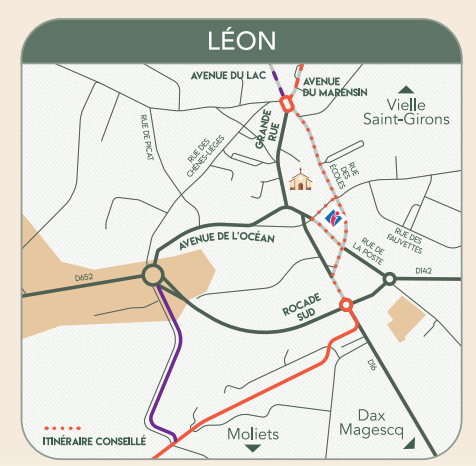 LÉON
AVENUE DU LAC
AVENUE
DU MARENSIN
Vielle
Saint-Girons
GRANDE
RUE
RUE DE PICAT
RUE DES
CHENES-LIÈGES
RUE
DES
ÉCOLES
AVENUE DE L'OCÉAN
RUE DES
FAUVETTES
RUE DE
LA POSTE
D652
D142
ROCADE
SUD
D16
ITINÉRAIRE CONSEILLÉ
Moliets
Dax
Magescq